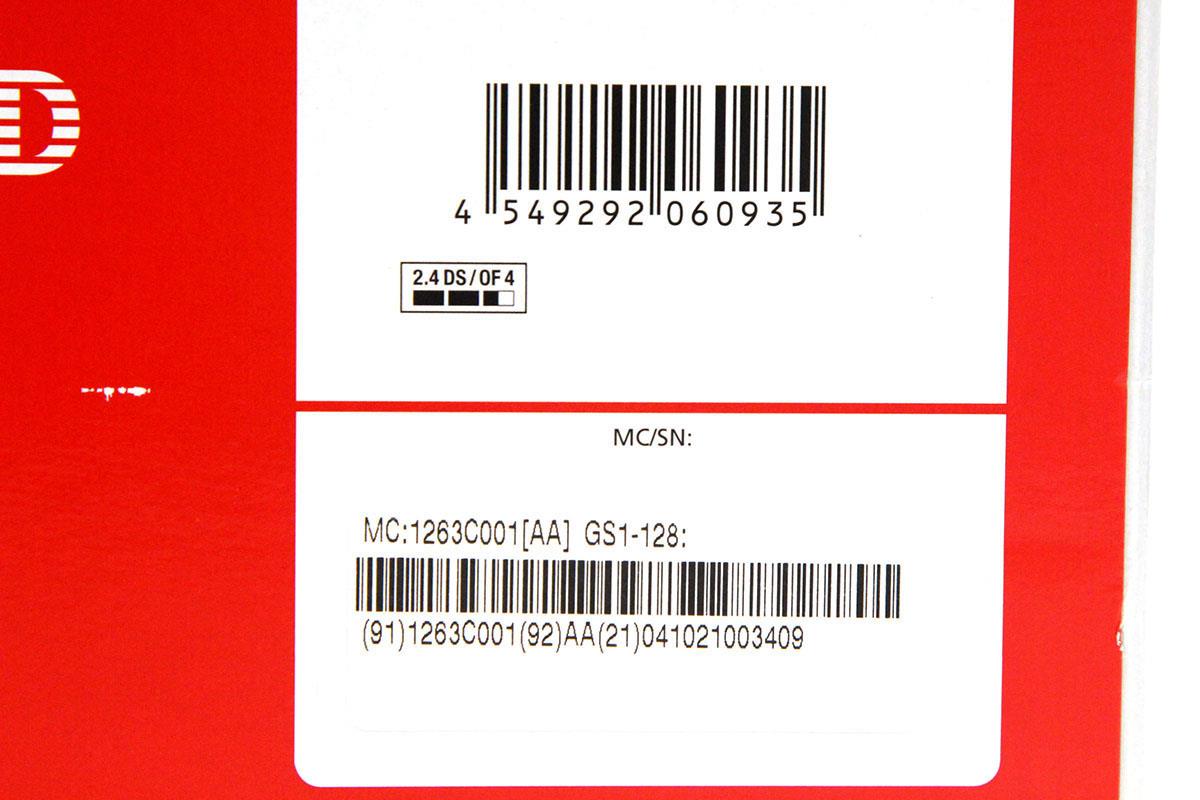 D
4 549292 060935
2.4 DS/OF 4
MC/SN:
MC:1263C001[AA] GS1-128:
(91)1263C001(92)AA(21)041021003409